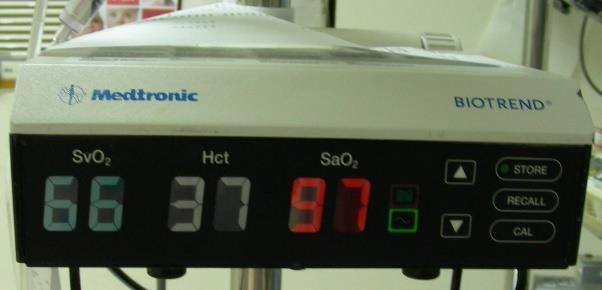 Medtronic BIOTREND®
SvO₂ Hct SaO₂
66 37 97
STORE
RECALL
CAL